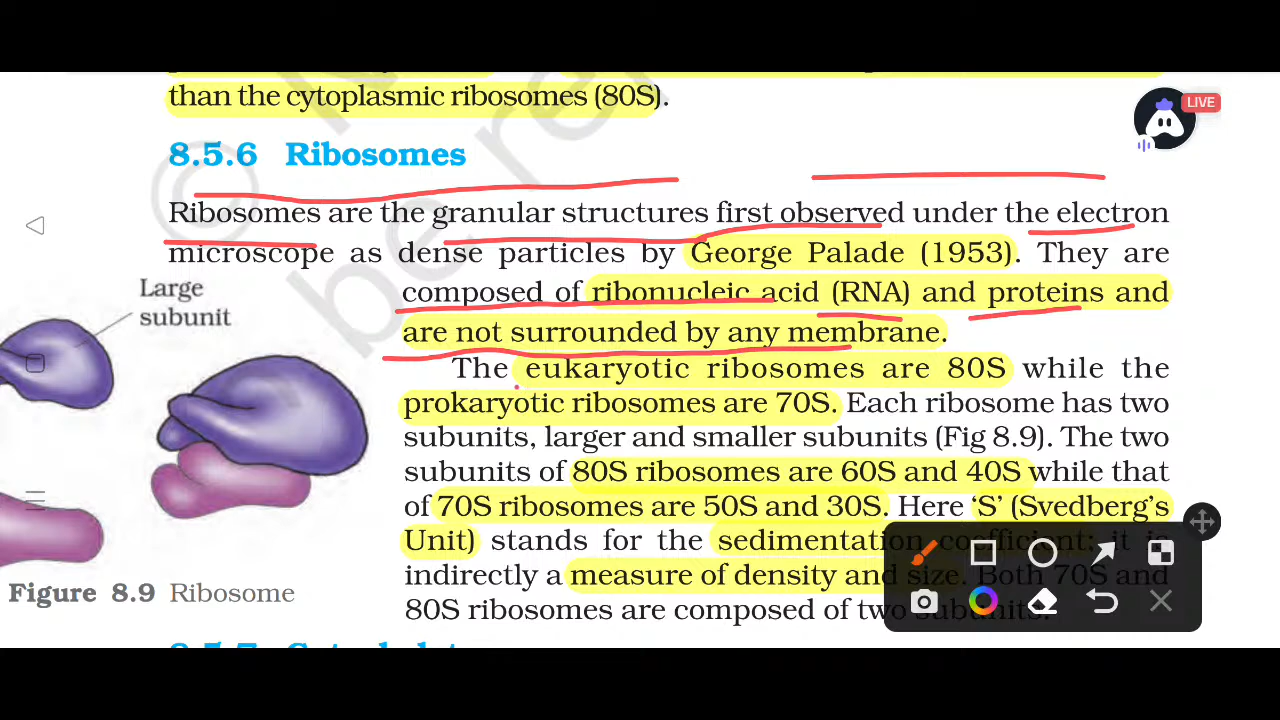 than the cytoplasmic ribosomes (80S).
LIVE
8.5.6 Ribosomes
Ribosomes are the granular structures first observed under the electron
microscope as dense particles by George Palade (1953). They are
composed of ribonucleic acid (RNA) and proteins and
are not surrounded by any membrane.
Large
subunit
The eukaryotic ribosomes are 80S while the
prokaryotic ribosomes are 70S. Each ribosome has two
subunits, larger and smaller subunits (Fig 8.9). The two
subunits of 80S ribosomes are 60S and 40S while that
of 70S ribosomes are 50S and 30S. Here ‘S’ (Svedberg’s
Unit) stands for the sedimentation coefficient; it is
indirectly a measure of density and size. Both 70S and
80S ribosomes are composed of two subunits.
Figure 8.9 Ribosome
© 
be re